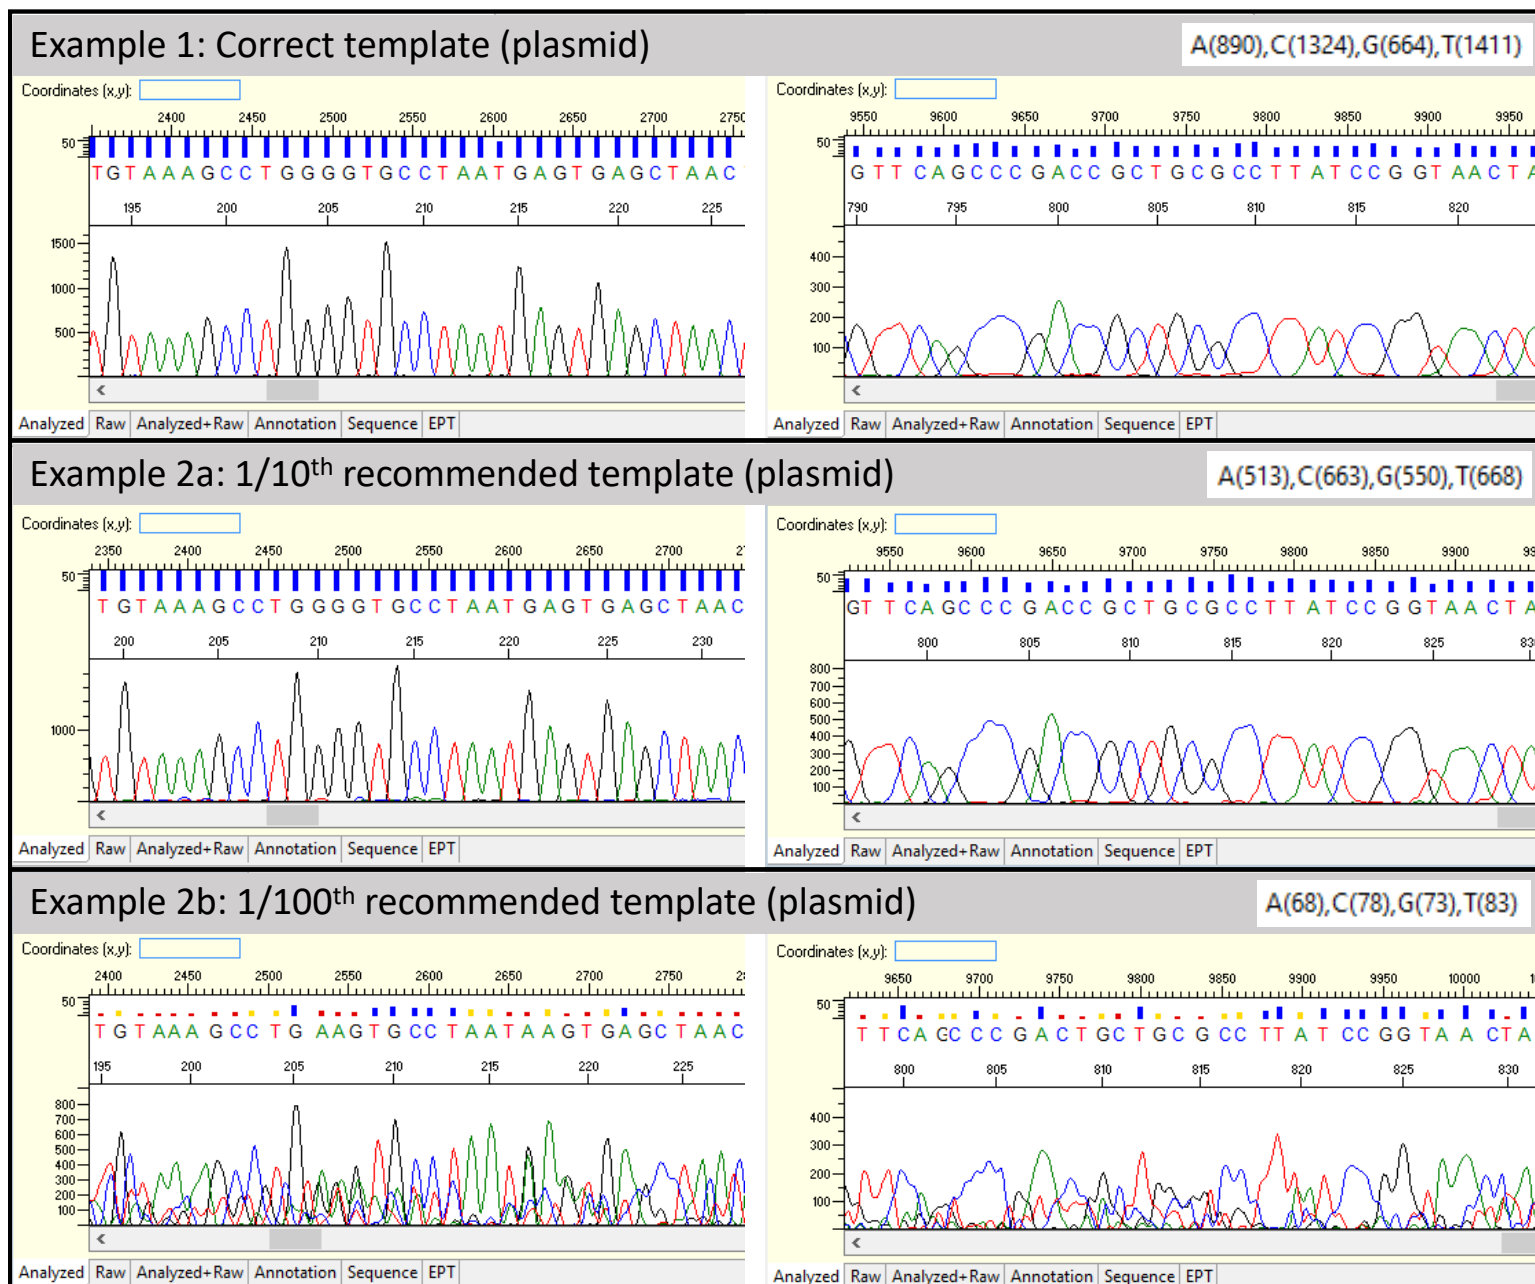 Example 1: Correct template (plasmid)
A(890),C(1324),G(664),T(1411)
Coordinates (x,y):
2400 2450 2500 2550 2600 2650 2700 2750
50
TGTAAAGCCTGGGGTGCCTAATGAGTGAGCTAAC
195 200 205 210 215 220 225
1500
1000
500
<
Analyzed Raw Analyzed+Raw Annotation Sequence EPT
Coordinates (x,y):
9550 9600 9650 9700 9750 9800 9850 9900 9950
50
GTTCAGCCCGACCGCTGCGCCTTATCCGGTAACTA
790 795 800 805 810 815 820
400
300
200
100
<
Analyzed Raw Analyzed+Raw Annotation Sequence EPT
Example 2a: 1/10th recommended template (plasmid)
A(513),C(663),G(550),T(668)
Coordinates (x,y):
2350 2400 2450 2500 2550 2600 2650 2700
50
TGTAAAGCCTGGGGTGCCTAATGAGTGAGCTAAC
200 205 210 215 220 225 230
1000
<
Analyzed Raw Analyzed+Raw Annotation Sequence EPT
Coordinates (x,y):
9550 9600 9650 9700 9750 9800 9850 9900
50
GTTCAGCCCGACCGCTGCGCCTTATCCGGTAACTA
800 805 810 815 820 825
800
700
600
500
400
300
200
100
<
Analyzed Raw Analyzed+Raw Annotation Sequence EPT
Example 2b: 1/100th recommended template (plasmid)
A(68),C(78),G(73),T(83)
Coordinates (x,y):
2400 2450 2500 2550 2600 2650 2700 2750
50
TGTAAAGCCTGAAGTGCCTAATAAGTGAGCTAAC
195 200 205 210 215 220 225
800
700
600
500
400
300
200
100
<
Analyzed Raw Analyzed+Raw Annotation Sequence EPT
Coordinates (x,y):
9650 9700 9750 9800 9850 9900 9950 10000
50
TTCAGCCCGACTGCTGCGCCTTATCCGGTAACTA
800 805 810 815 820 825 830
400
300
200
100
<
Analyzed Raw Analyzed+Raw Annotation Sequence EPT